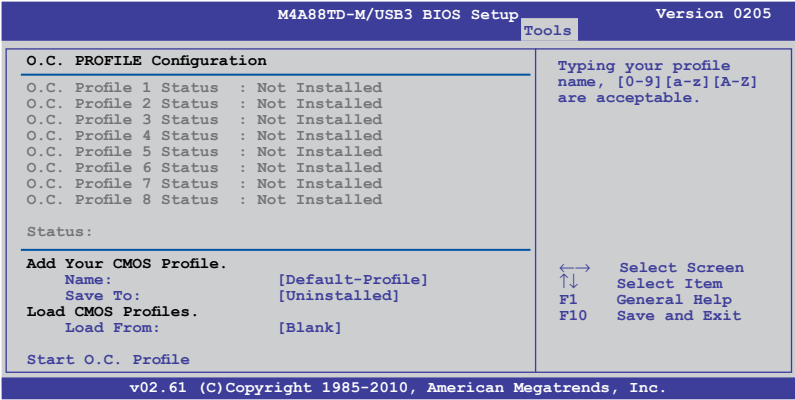 M4A88TD-M/USB3 BIOS Setup Version 0205
Tools
O.C. PROFILE Configuration
O.C. Profile 1 Status : Not Installed
O.C. Profile 2 Status : Not Installed
O.C. Profile 3 Status : Not Installed
O.C. Profile 4 Status : Not Installed
O.C. Profile 5 Status : Not Installed
O.C. Profile 6 Status : Not Installed
O.C. Profile 7 Status : Not Installed
O.C. Profile 8 Status : Not Installed
Status:
Add Your CMOS Profile.
Name: [Default-Profile]
Save To: [Uninstalled]
Load CMOS Profiles.
Load From: [Blank]
Start O.C. Profile
Typing your profile
name, [0-9][a-z][A-Z]
are acceptable.
←→ Select Screen
↑↓ Select Item
F1 General Help
F10 Save and Exit
v02.61 (C)Copyright 1985-2010, American Megatrends, Inc.